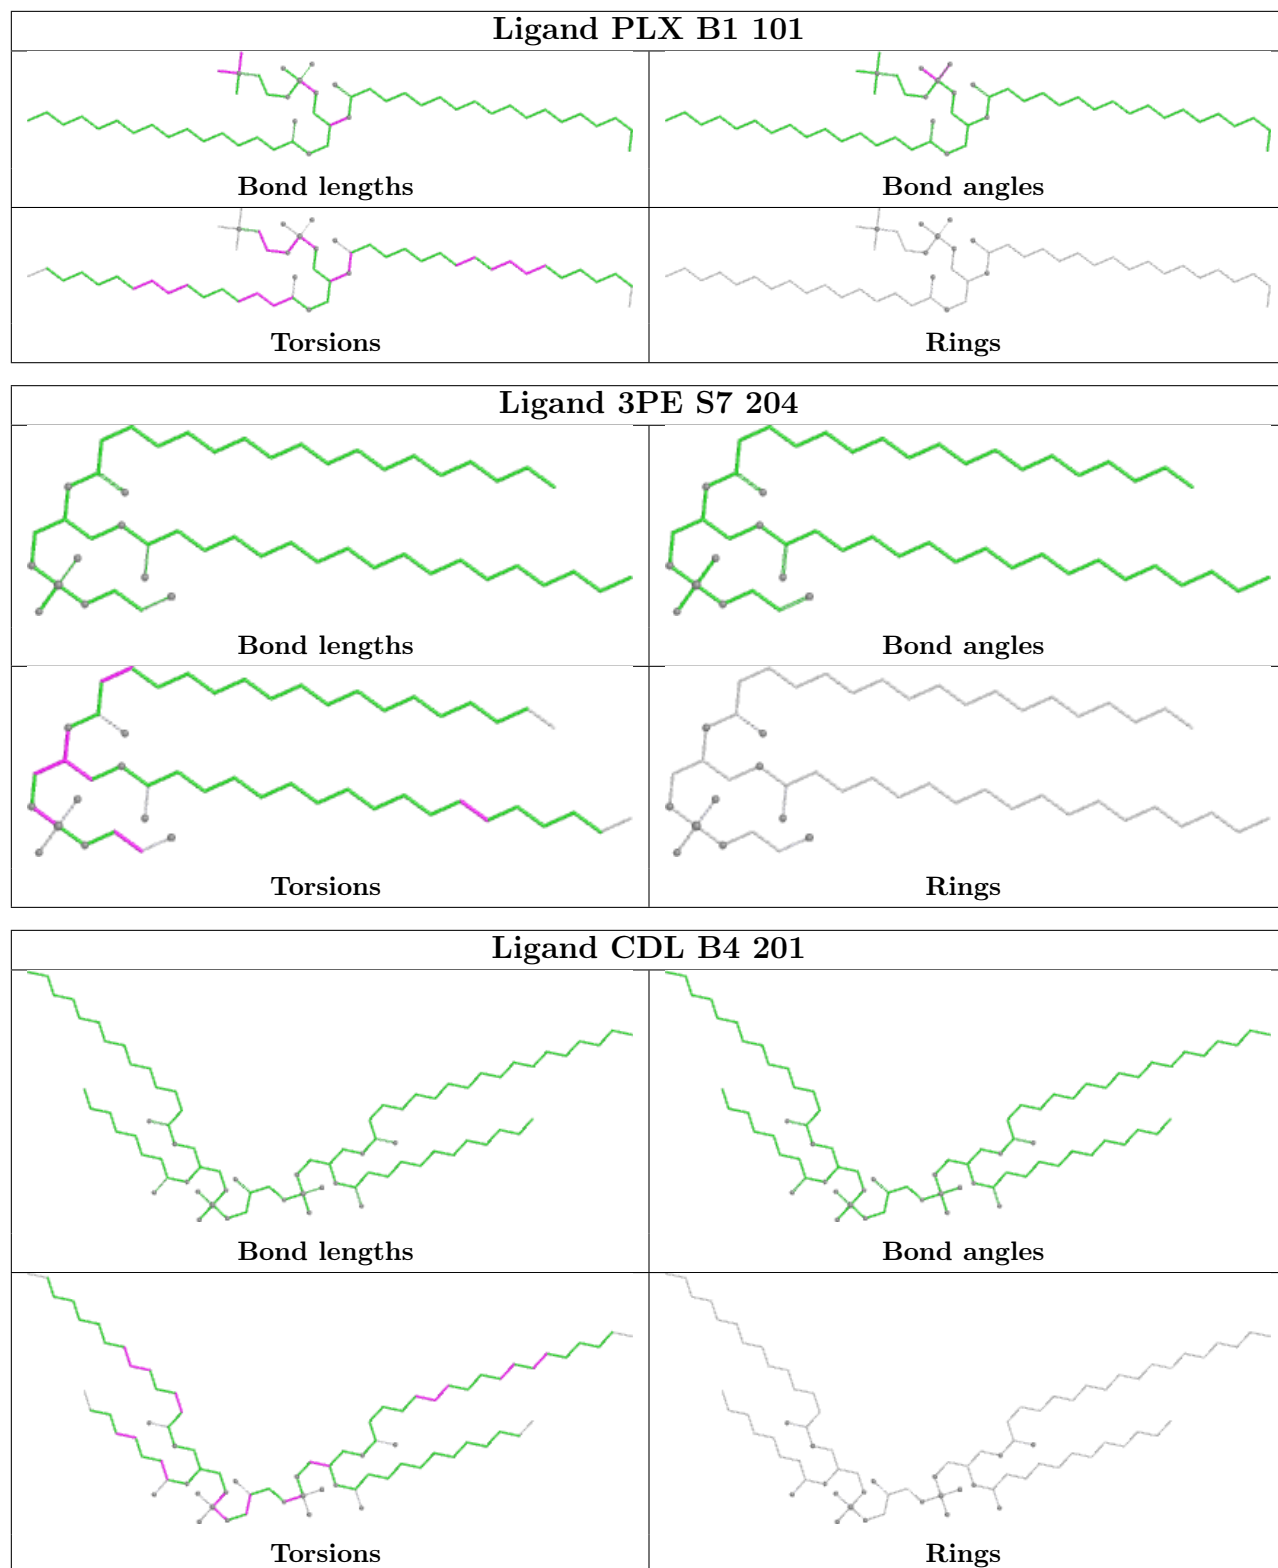 Ligand PLX B1 101
Bond lengths
Bond angles
Torsions
Rings
Ligand 3PE S7 204
Bond lengths
Bond angles
Torsions
Rings
Ligand CDL B4 201
Bond lengths
Bond angles
Torsions
Rings